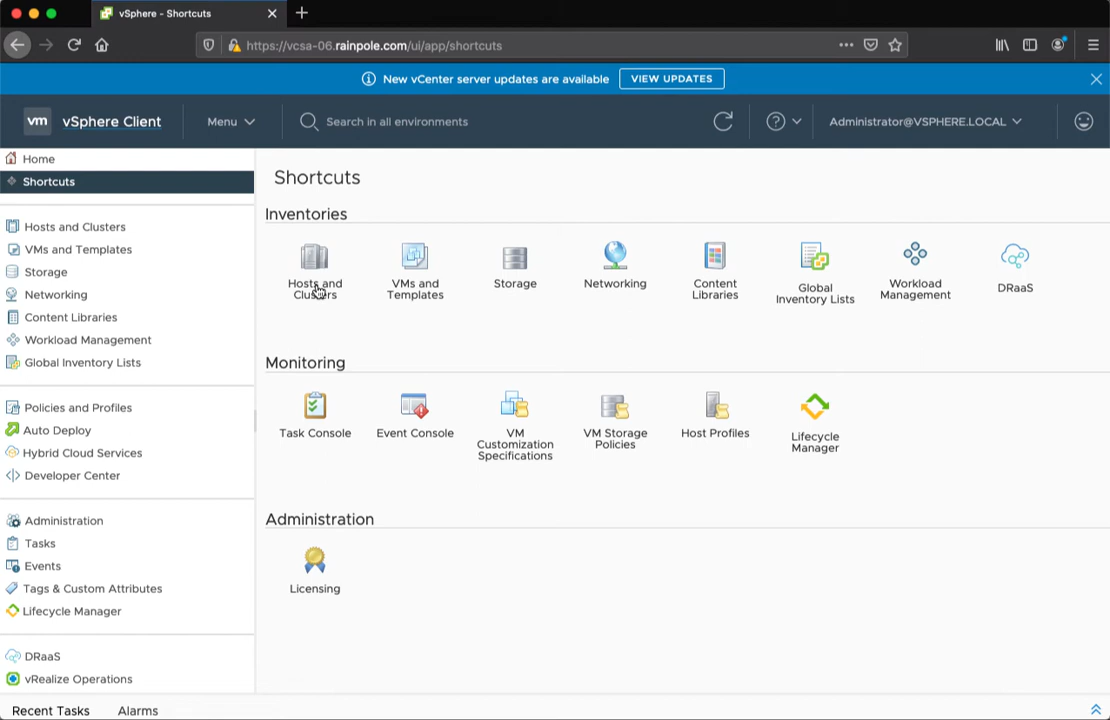 vSphere - Shortcuts
https://vcsa-06.rainpole.com/ui/app/shortcuts
New vCenter server updates are available
VIEW UPDATES
vm
vSphere Client
Menu
Search in all environments
Administrator@VSPHERE.LOCAL
Home
Shortcuts
Hosts and Clusters
VMs and Templates
Storage
Networking
Content Libraries
Workload Management
Global Inventory Lists
Policies and Profiles
Auto Deploy
Hybrid Cloud Services
Developer Center
Administration
Tasks
Events
Tags & Custom Attributes
Lifecycle Manager
DRaaS
vRealize Operations
Shortcuts
Inventories
Hosts and
Clusters
VMs and
Templates
Storage
Networking
Content
Libraries
Global
Inventory Lists
Workload
Management
DRaaS
Monitoring
Task Console
Event Console
VM
Customization
Specifications
VM Storage
Policies
Host Profiles
Lifecycle
Manager
Administration
Licensing
Recent Tasks
Alarms